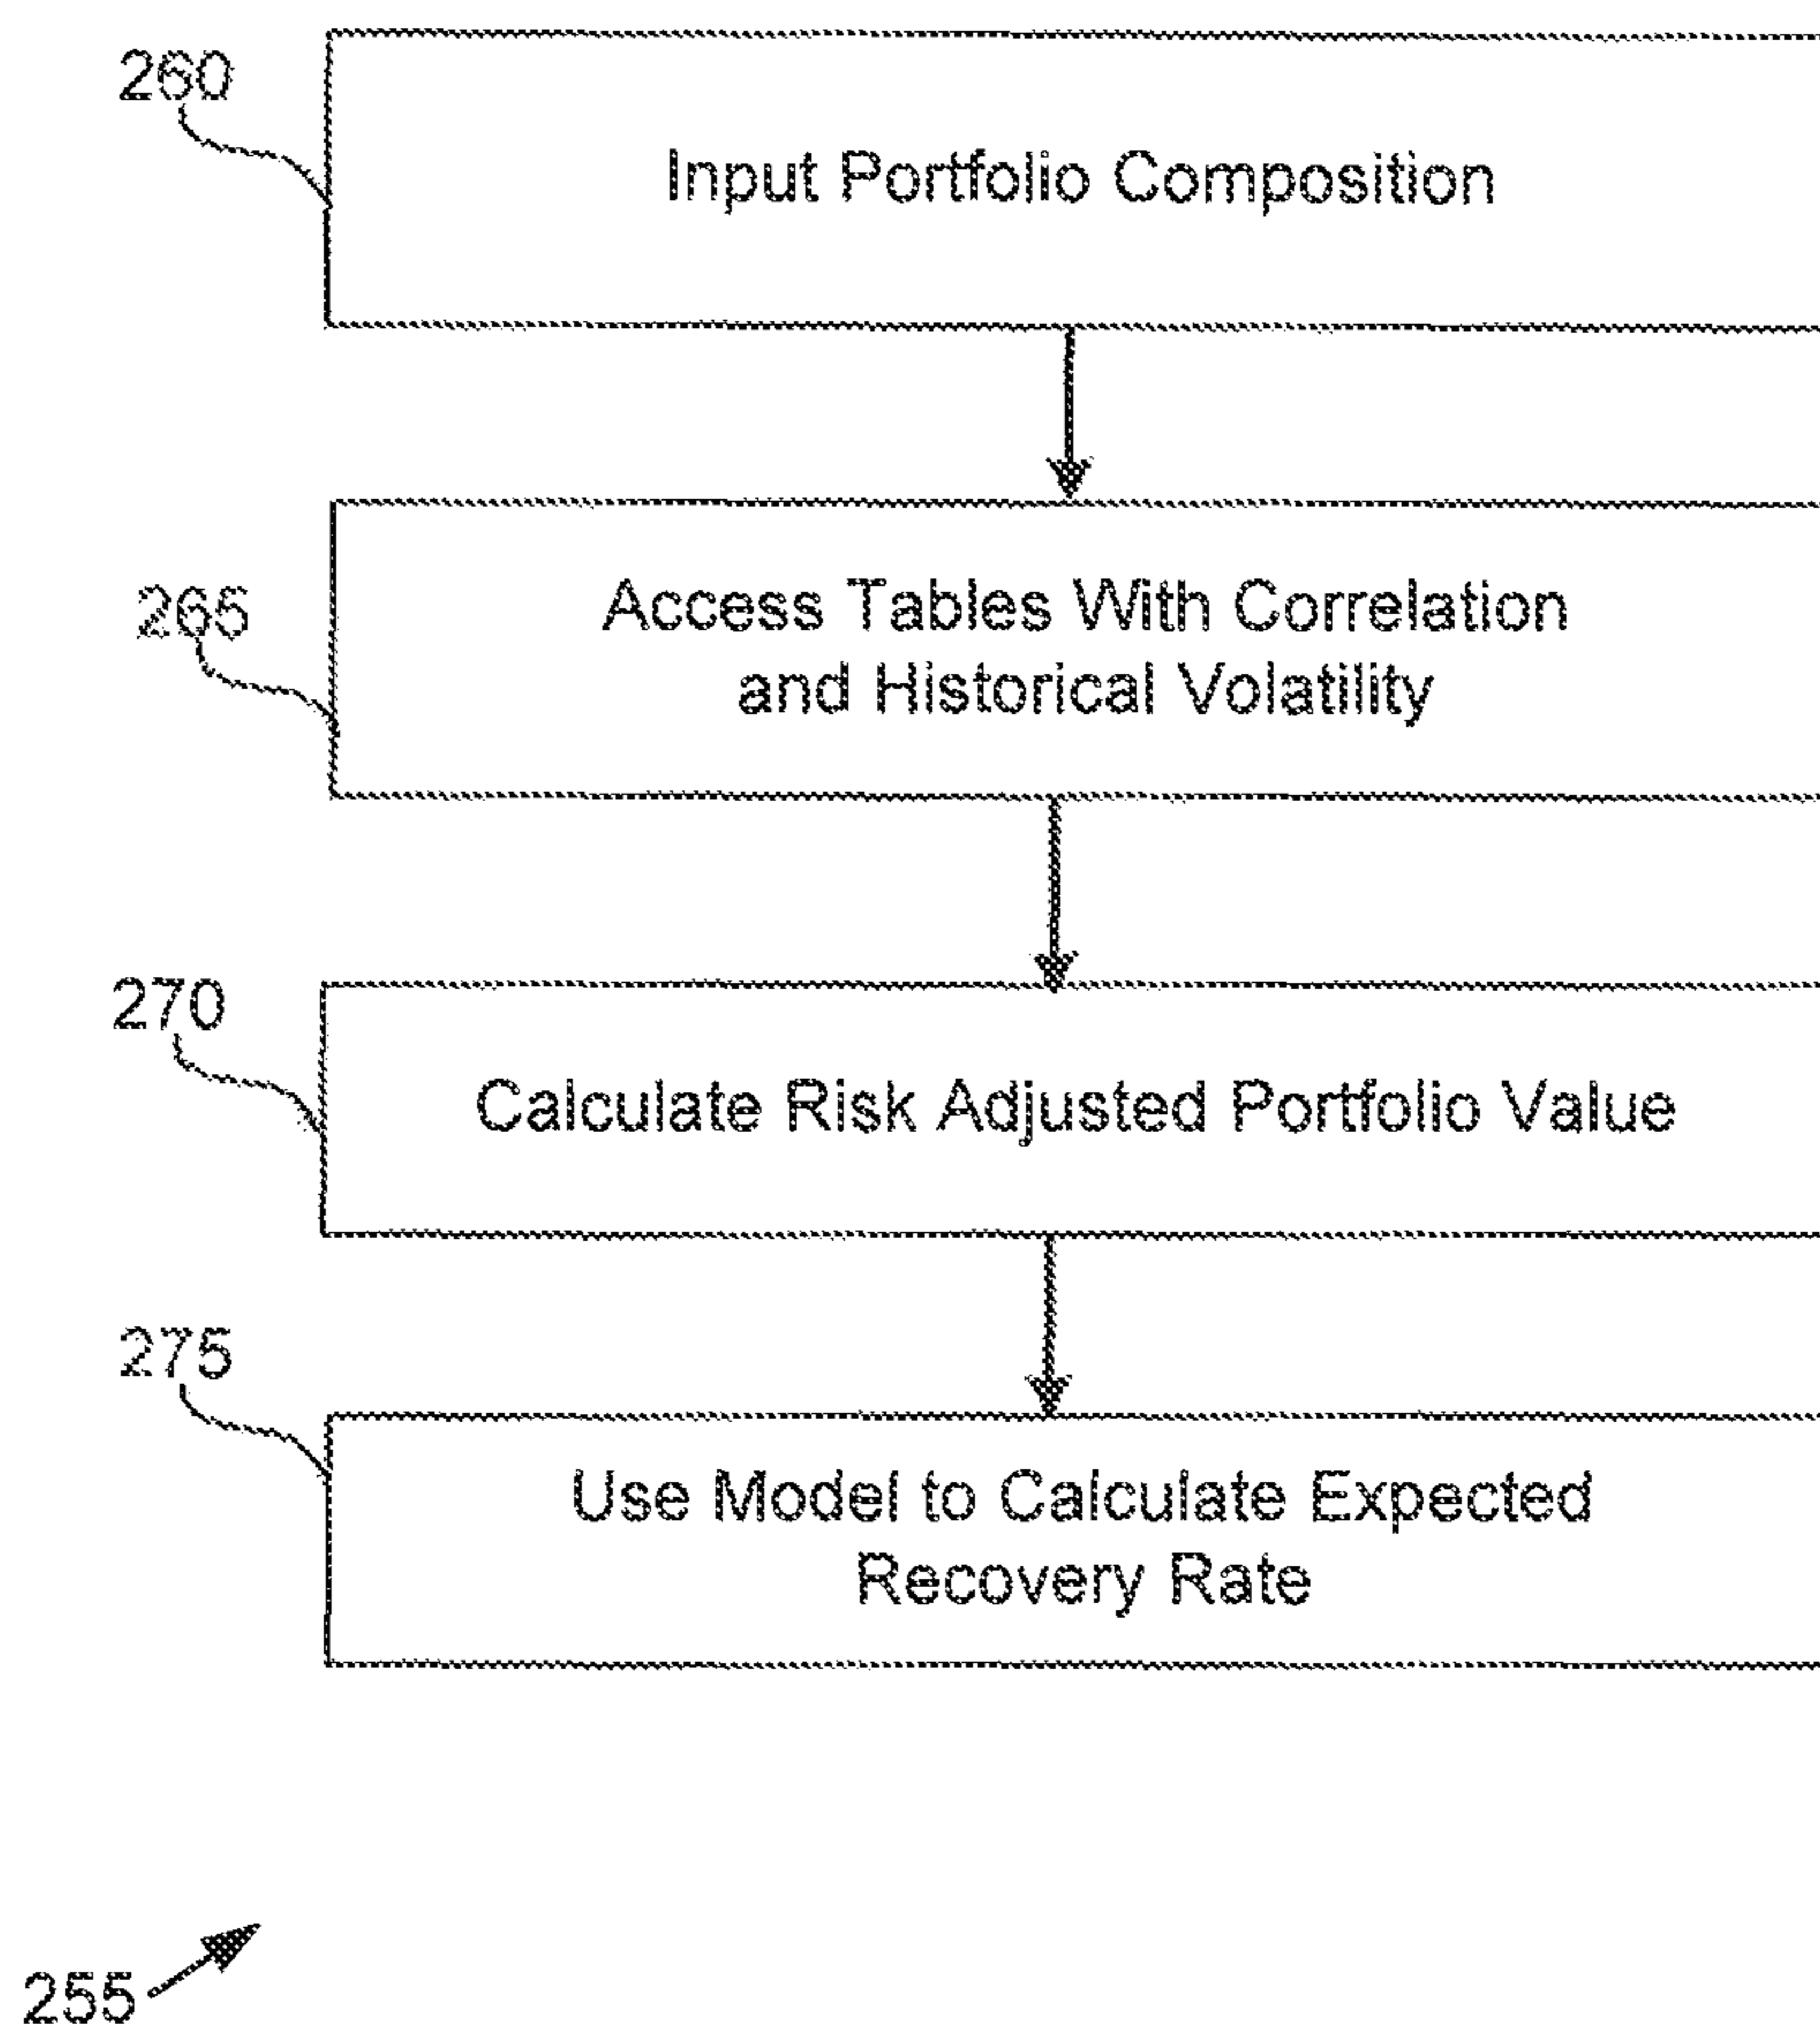 260
Input Portfolio Composition
265
Access Tables With Correlation
and Historical Volatility
270
Calculate Risk Adjusted Portfolio Value
275
Use Model to Calculate Expected
Recovery Rate
255